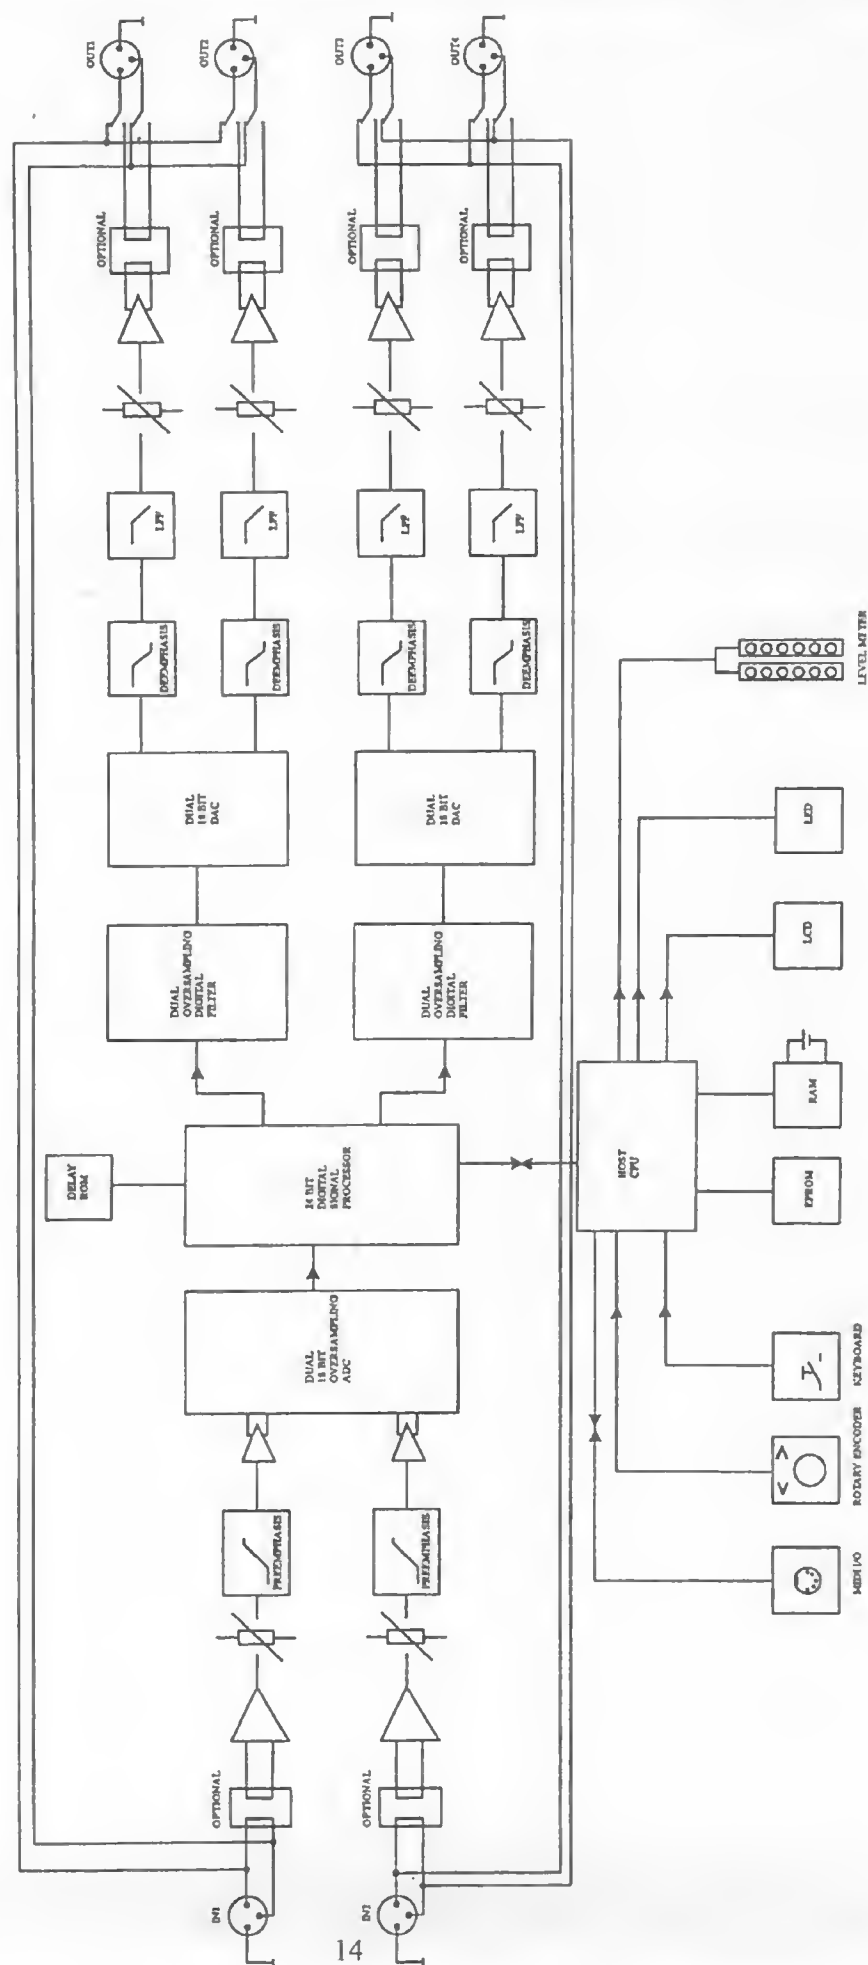 DELAY
ROM
OPTIONAL
OUT1
DEEMPHASIS
LPF
DUAL
OVERSAMPLING
DIGITAL
FILTER
DUAL
18 BIT
DAC
OPTIONAL
OUT2
DEEMPHASIS
LPF
IN1
OPTIONAL
PREEMPHASIS
DUAL
18 BIT
OVERSAMPLING
ADC
24 BIT
DIGITAL
SIGNAL
PROCESSOR
OPTIONAL
OUT3
DEEMPHASIS
LPF
DUAL
OVERSAMPLING
DIGITAL
FILTER
DUAL
18 BIT
DAC
OPTIONAL
OUT4
DEEMPHASIS
LPF
IN2
OPTIONAL
PREEMPHASIS
HOST
CPU
MIDI I/O
ROTARY ENCODER
KEYBOARD
EPROM
RAM
LCD
LED
LEVEL METER
14